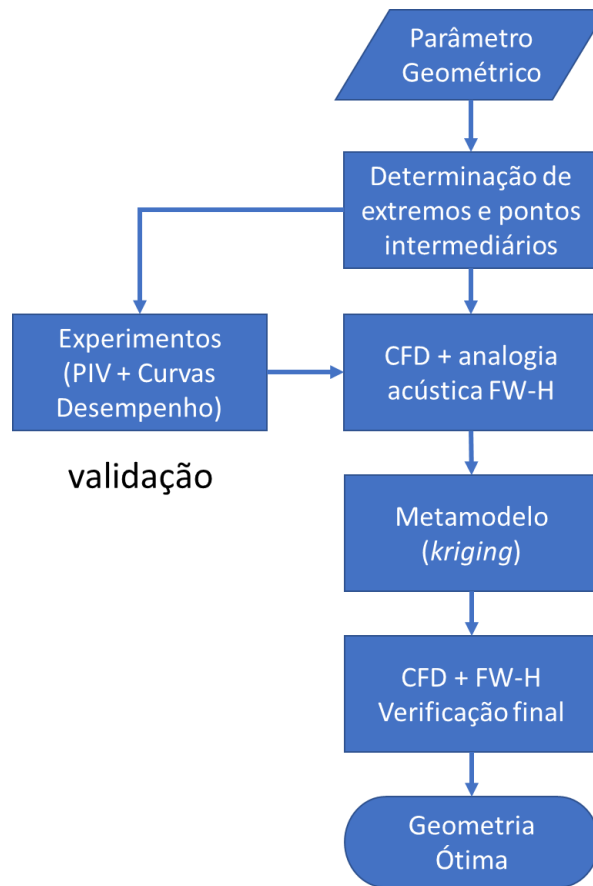 Parâmetro
Geométrico
Determinação de
extremos e pontos
intermediários
Experimentos
(PIV + Curvas
Desempenho)
CFD + analogia
acústica FW-H
validação
Metamodelo
(kriging)
CFD + FW-H
Verificação final
Geometria
Ótima